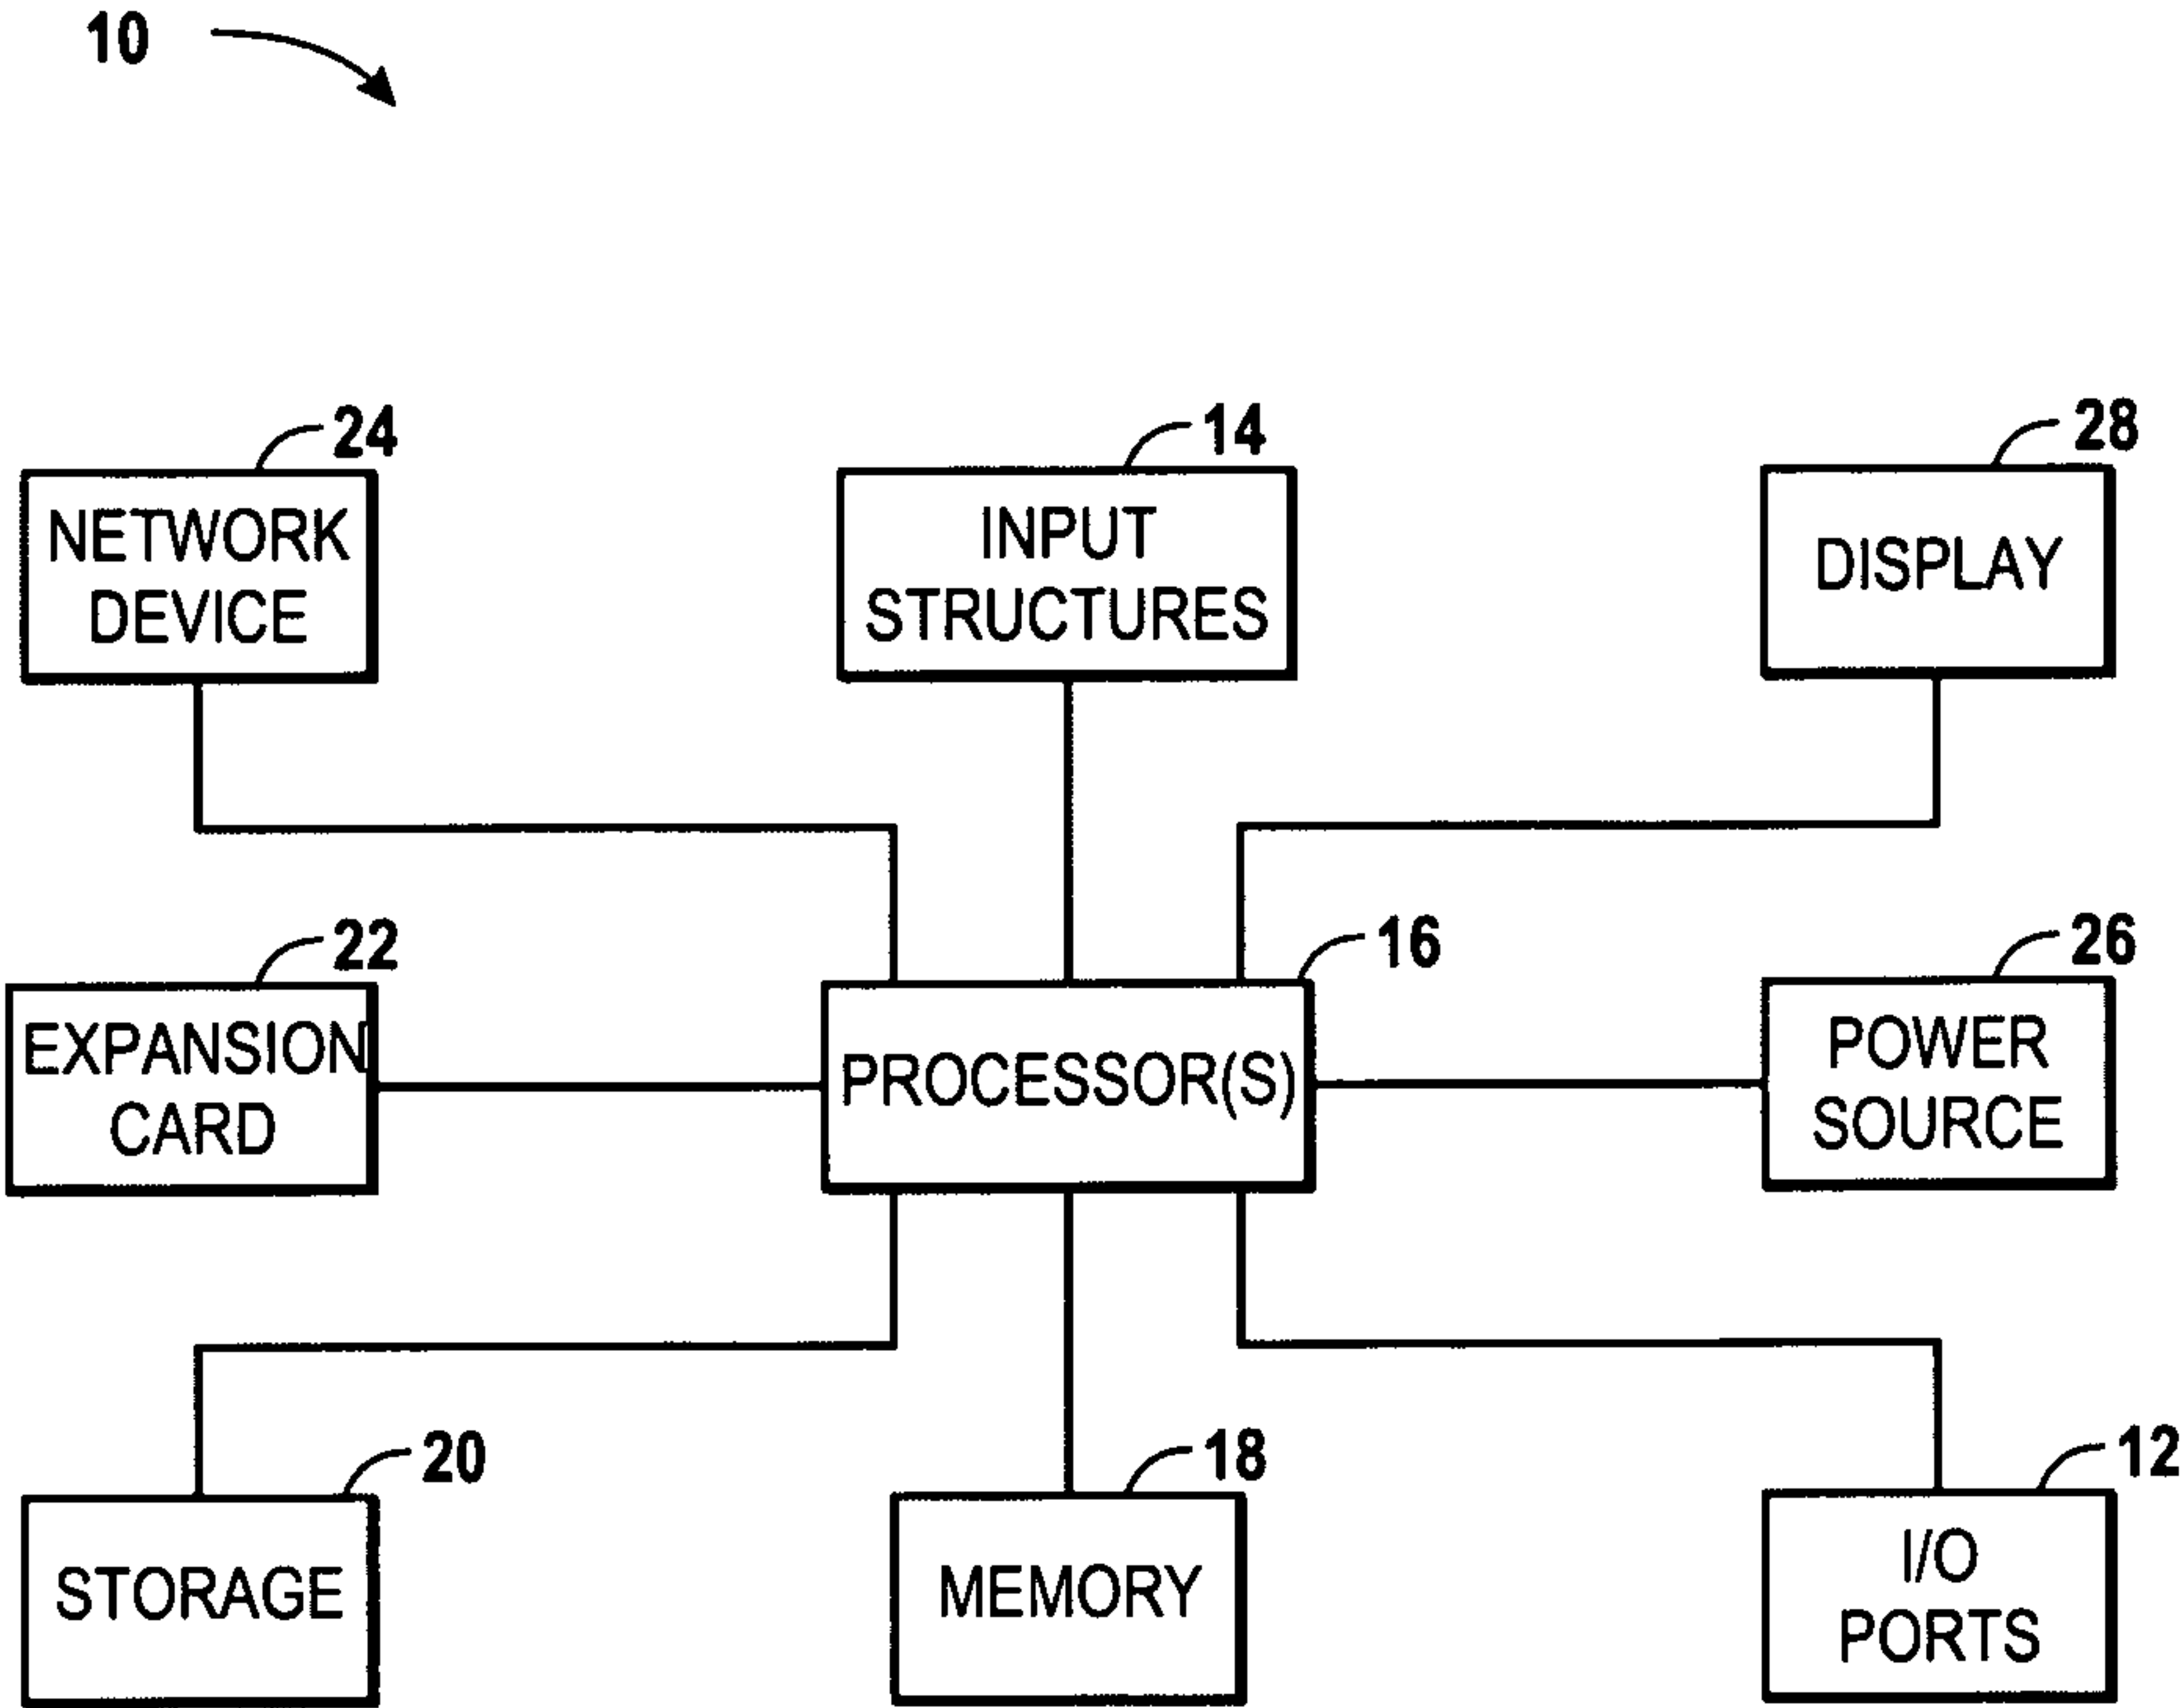 10
24
NETWORK
DEVICE
14
INPUT
STRUCTURES
28
DISPLAY
22
EXPANSION
CARD
16
PROCESSOR(S)
26
POWER
SOURCE
20
STORAGE
18
MEMORY
12
I/O
PORTS